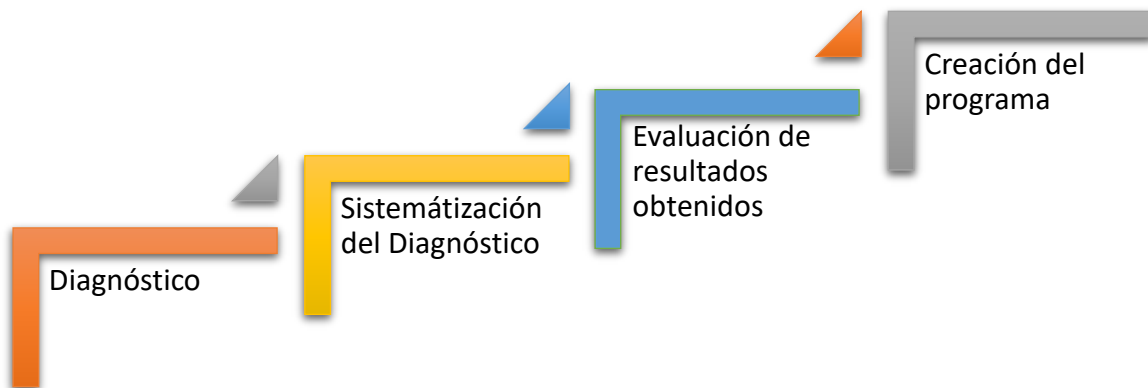 Diagnóstico
Sistemátización
del Diagnóstico
Evaluación de
resultados
obtenidos
Creación del
programa